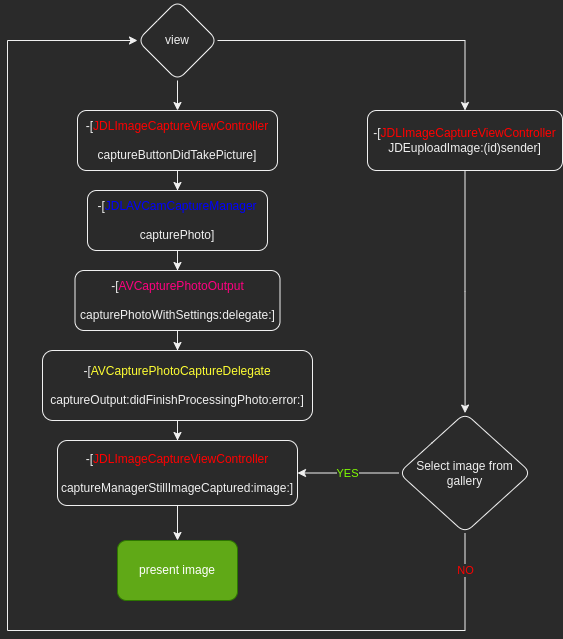 view
-[JDLImageCaptureViewController
captureButtonDidTakePicture]
-[JDLAVCamCaptureManager
capturePhoto]
-[AVCapturePhotoOutput
capturePhotoWithSettings:delegate:]
-[AVCapturePhotoCaptureDelegate
captureOutput:didFinishProcessingPhoto:error:]
-[JDLImageCaptureViewController
captureManagerStillImageCaptured:image:]
present image
-[JDLImageCaptureViewController
JDEuploadImage:(id)sender]
Select image from
gallery
YES
NO